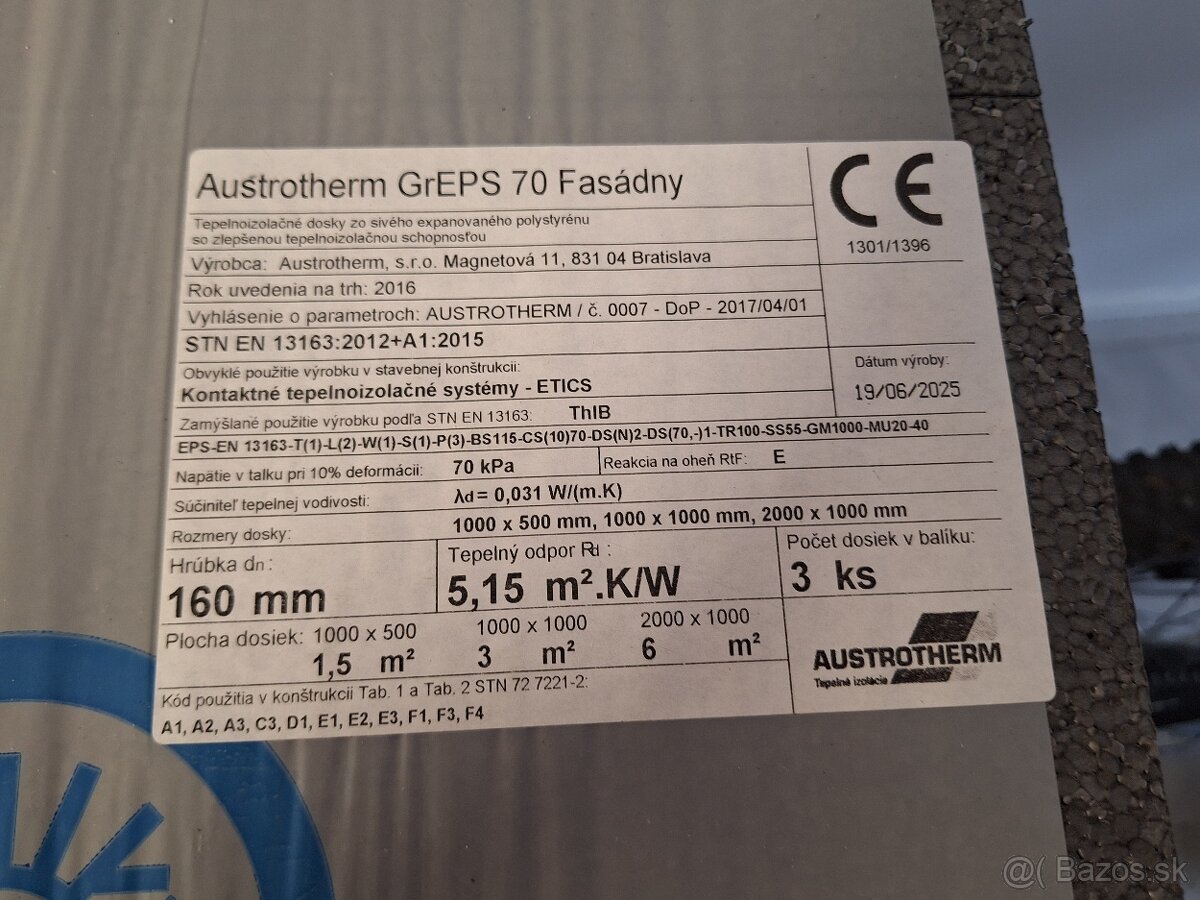 Austrotherm GrEPS 70 Fasádny
CE
1301/1396
Tepelnoizolačné dosky zo sivého expanovaného polystyrénu
so zlepšenou tepelnoizolačnou schopnosťou
Výrobca: Austrotherm, s.r.o. Magnetová 11, 831 04 Bratislava
Rok uvedenia na trh: 2016
Vyhlásenie o parametroch: AUSTROTHERM / č. 0007 - DoP - 2017/04/01
STN EN 13163:2012+A1:2015
Obvyklé použitie výrobku v stavebnej konštrukcii:
Kontaktné tepelnoizolačné systémy - ETICS
Dátum výroby:
19/06/2025
Zamýšľané použitie výrobku podľa STN EN 13163: ThIB
EPS-EN 13163-T(1)-L(2)-W(1)-S(1)-P(3)-BS115-CS(10)70-DS(N)2-DS(70,-)1-TR100-SS55-GM1000-MU20-40
Napätie v talku pri 10% deformácii: 70 kPa Reakcia na oheň RtF: E
Súčiniteľ tepelnej vodivosti: λd = 0,031 W/(m.K)
Rozmery dosky: 1000 x 500 mm, 1000 x 1000 mm, 2000 x 1000 mm
Hrúbka dn: Tepelný odpor Rd : Počet dosiek v balíku:
160 mm 5,15 m².K/W 3 ks
Plocha dosiek: 1000 x 500 1000 x 1000 2000 x 1000
1,5 m² 3 m² 6 m²
AUSTROTHERM
Tepelné izolácie
Kód použitia v konštrukcii Tab. 1 a Tab. 2 STN 72 7221-2:
A1, A2, A3, C3, D1, E1, E2, E3, F1, F3, F4
@( Bazos.sk